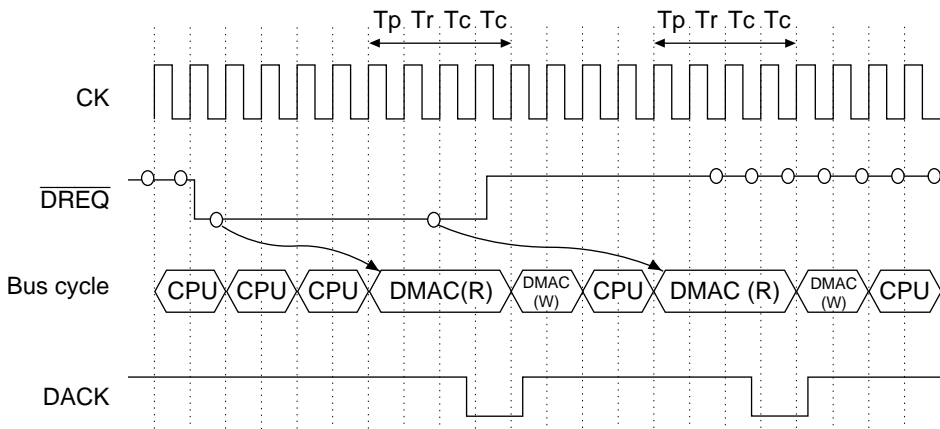 Tp Tr Tc Tc Tp Tr Tc Tc
CK
DREQ
Bus cycle CPU CPU CPU DMAC(R) DMAC (W) CPU DMAC (R) DMAC (W) CPU
DACK